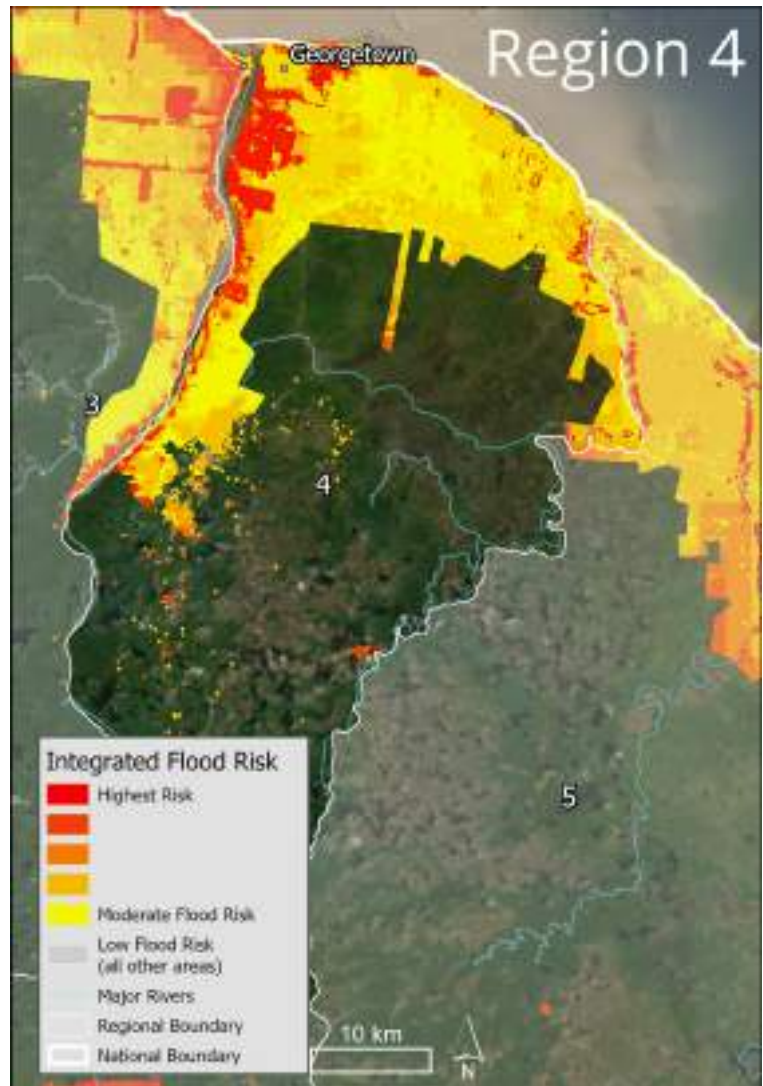 Region 4
Georgetown
3
4
5
Integrated Flood Risk
Highest Risk
Moderate Flood Risk
Low Flood Risk
(all other areas)
Major Rivers
Regional Boundary
National Boundary
10 km
N